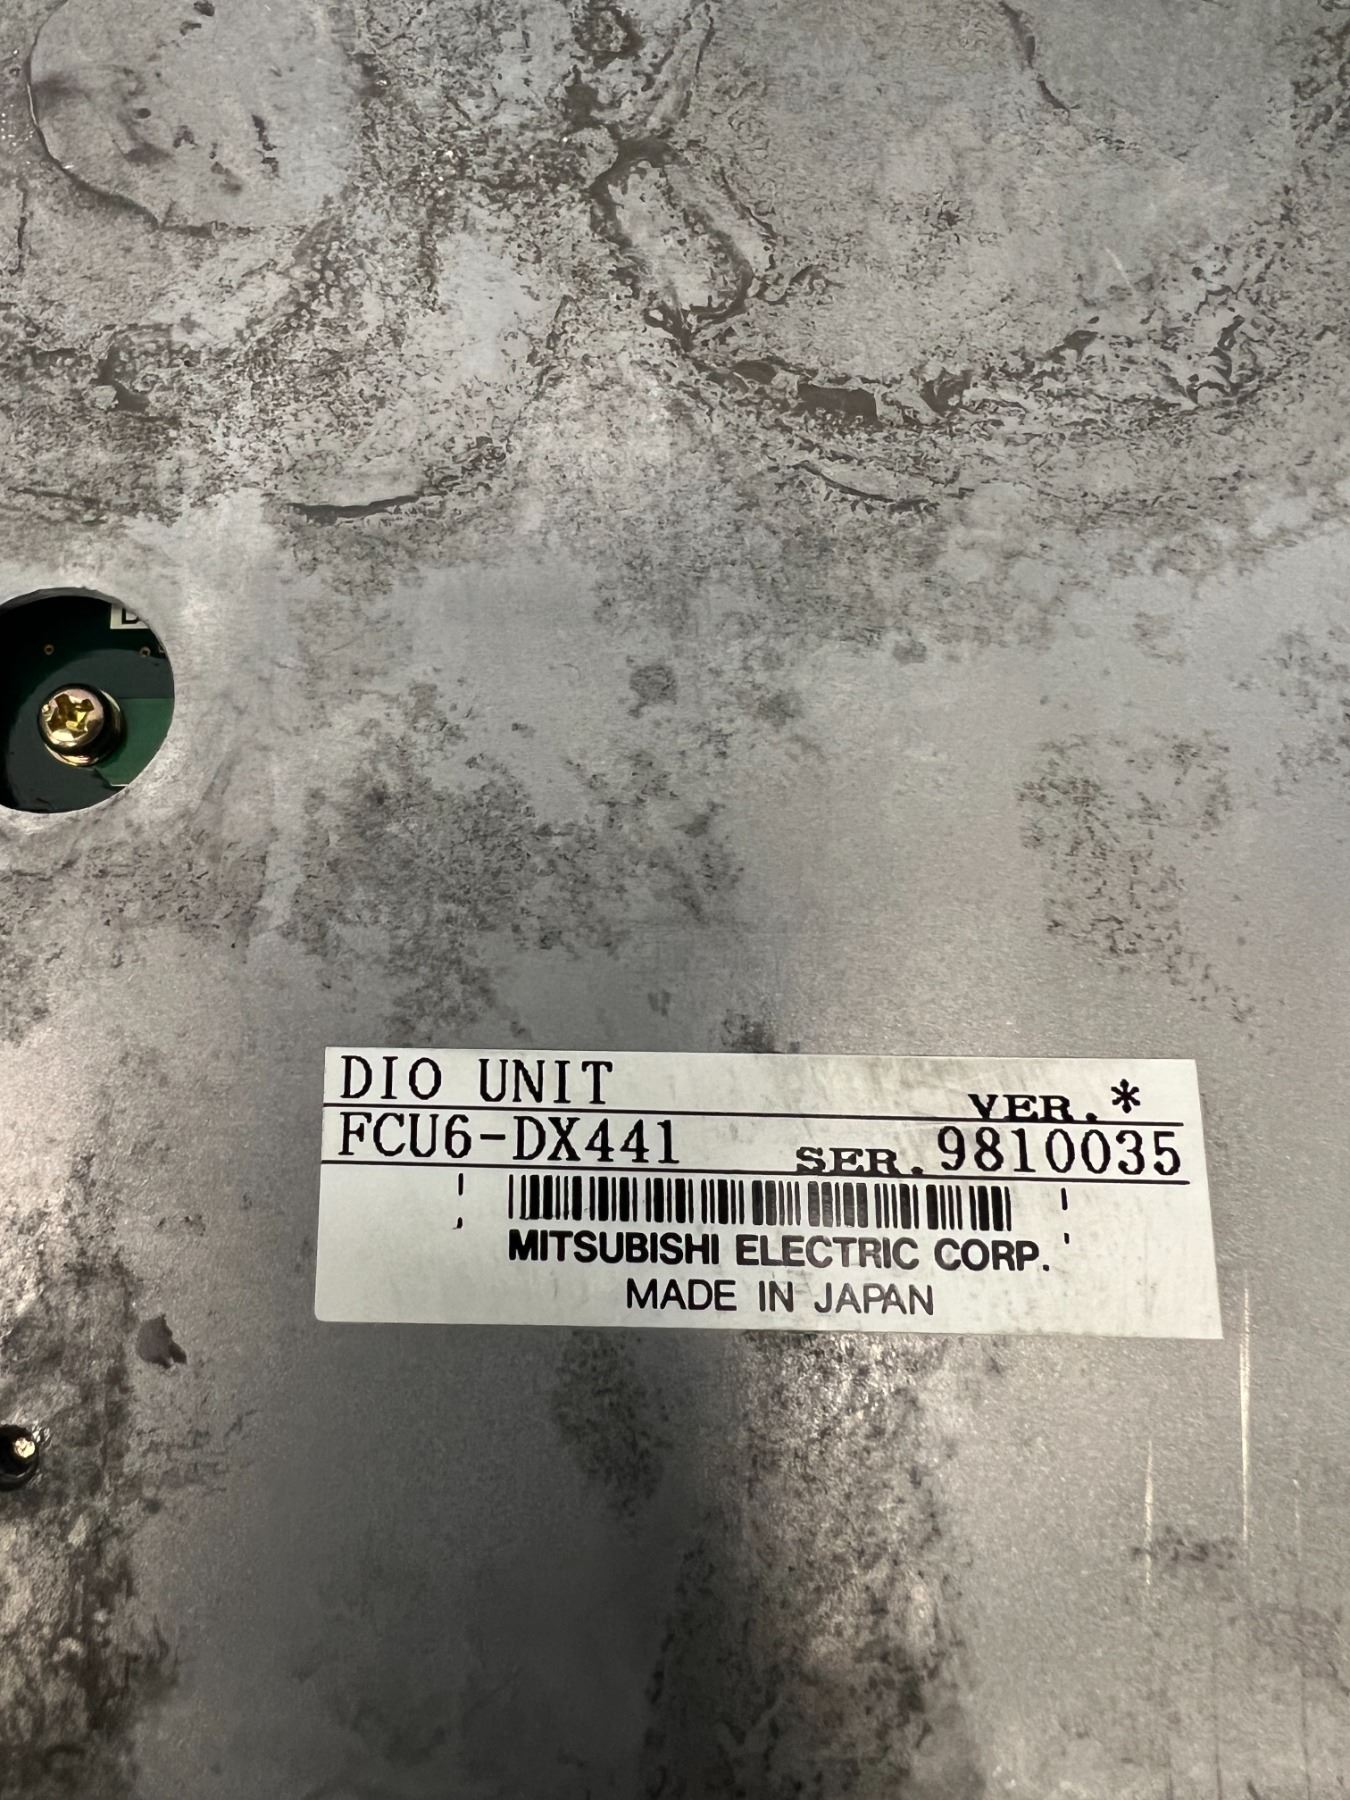 DIO UNIT VER. *
FCU6-DX441 SER. 9810035
MITSUBISHI ELECTRIC CORP.
MADE IN JAPAN